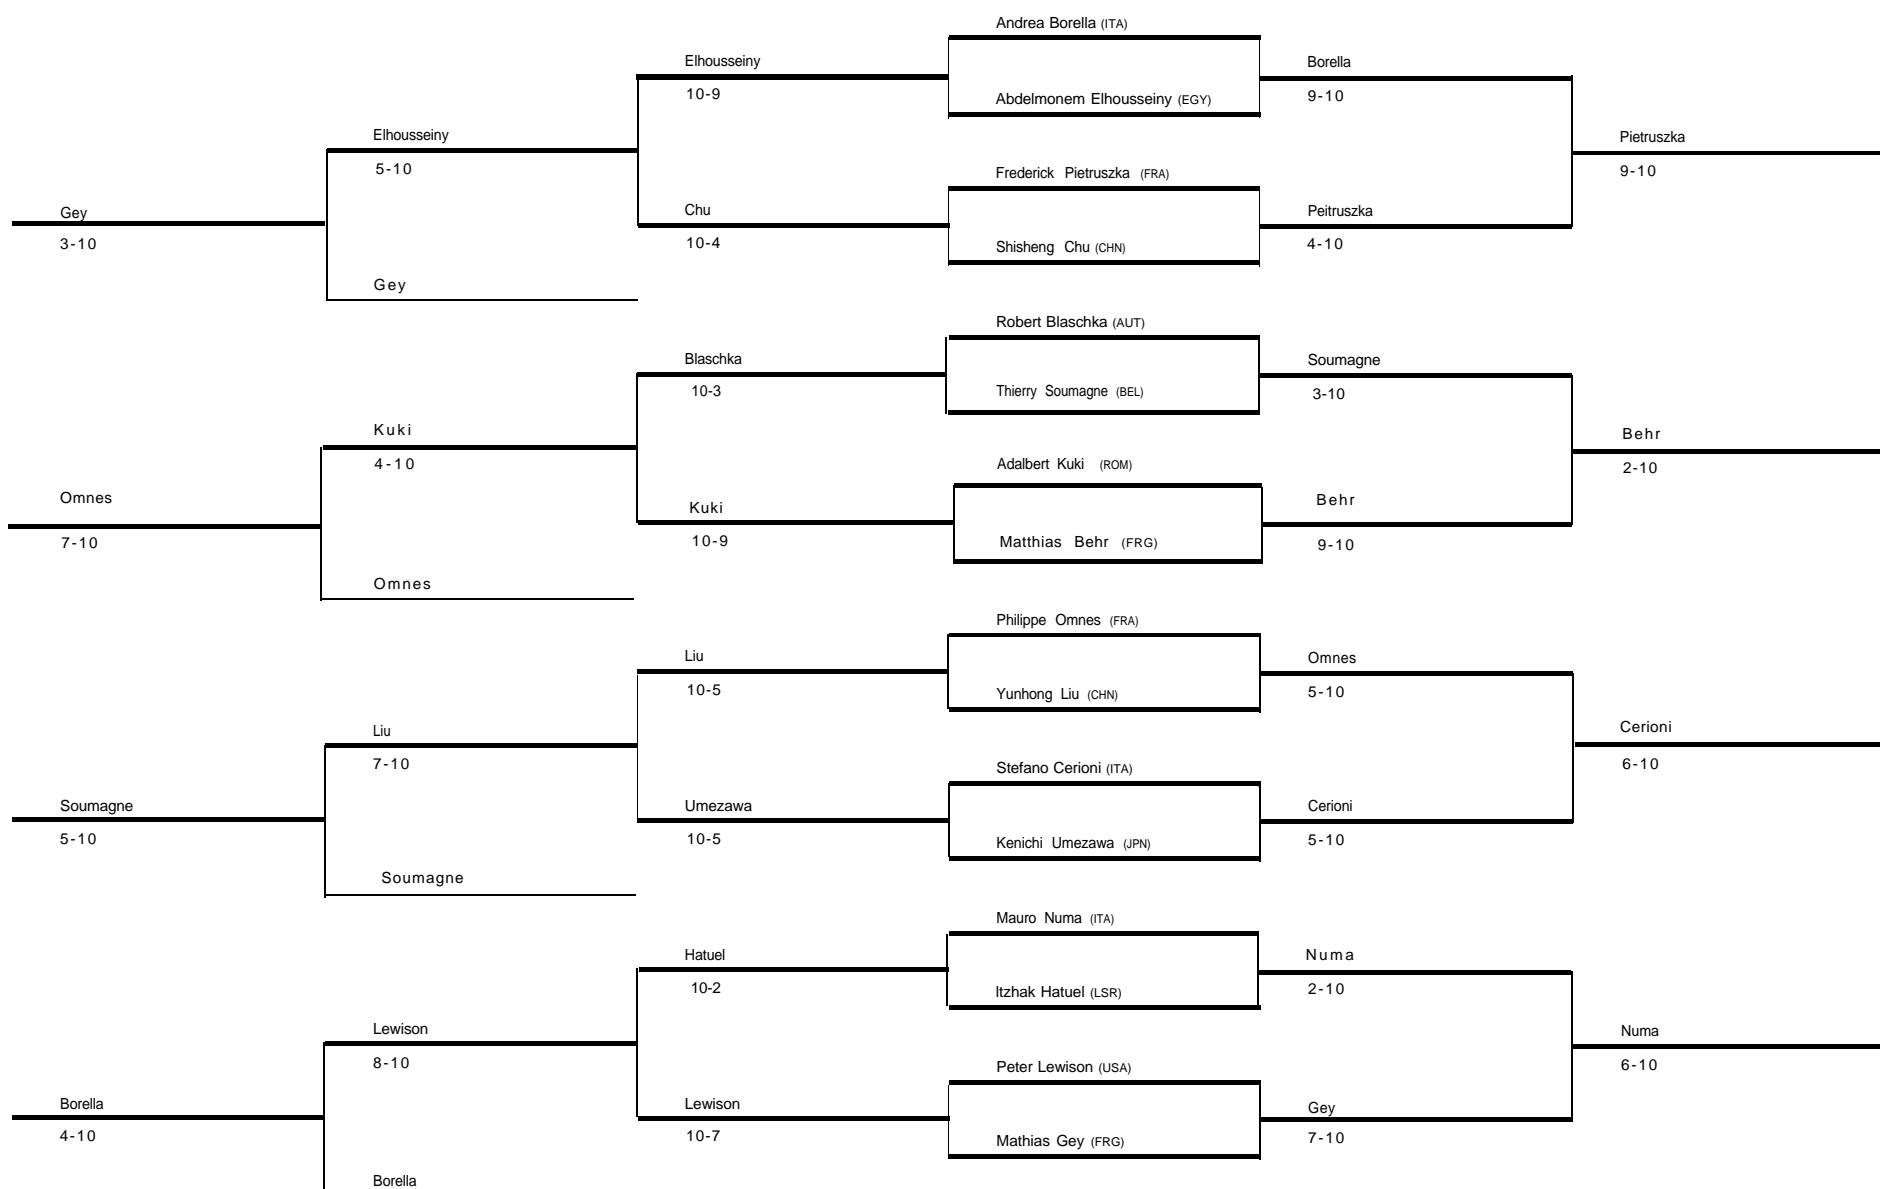 Andrea Borella (ITA)
Elhousseiny
Borella
10-9
9-10
Abdelmonem Elhousseiny (EGY)
Elhousseiny
Pietruszka
5-10
9-10
Frederick Pietruszka (FRA)
Gey
Chu
Peitruszka
3-10
10-4
4-10
Shisheng Chu (CHN)
Gey
Robert Blaschka (AUT)
Blaschka
Soumagne
10-3
3-10
Thierry Soumagne (BEL)
Kuki
Behr
4-10
2-10
Adalbert Kuki (ROM)
Omnes
Kuki
Behr
7-10
10-9
9-10
Matthias Behr (FRG)
Omnes
Philippe Omnes (FRA)
Liu
Omnes
10-5
5-10
Yunhong Liu (CHN)
Liu
Cerioni
7-10
6-10
Stefano Cerioni (ITA)
Soumagne
Umezawa
Cerioni
5-10
10-5
5-10
Kenichi Umezawa (JPN)
Soumagne
Mauro Numa (ITA)
Hatuel
Numa
10-2
2-10
Itzhak Hatuel (LSR)
Lewison
Numa
8-10
6-10
Peter Lewison (USA)
Borella
Lewison
Gey
4-10
10-7
7-10
Mathias Gey (FRG)
Borella